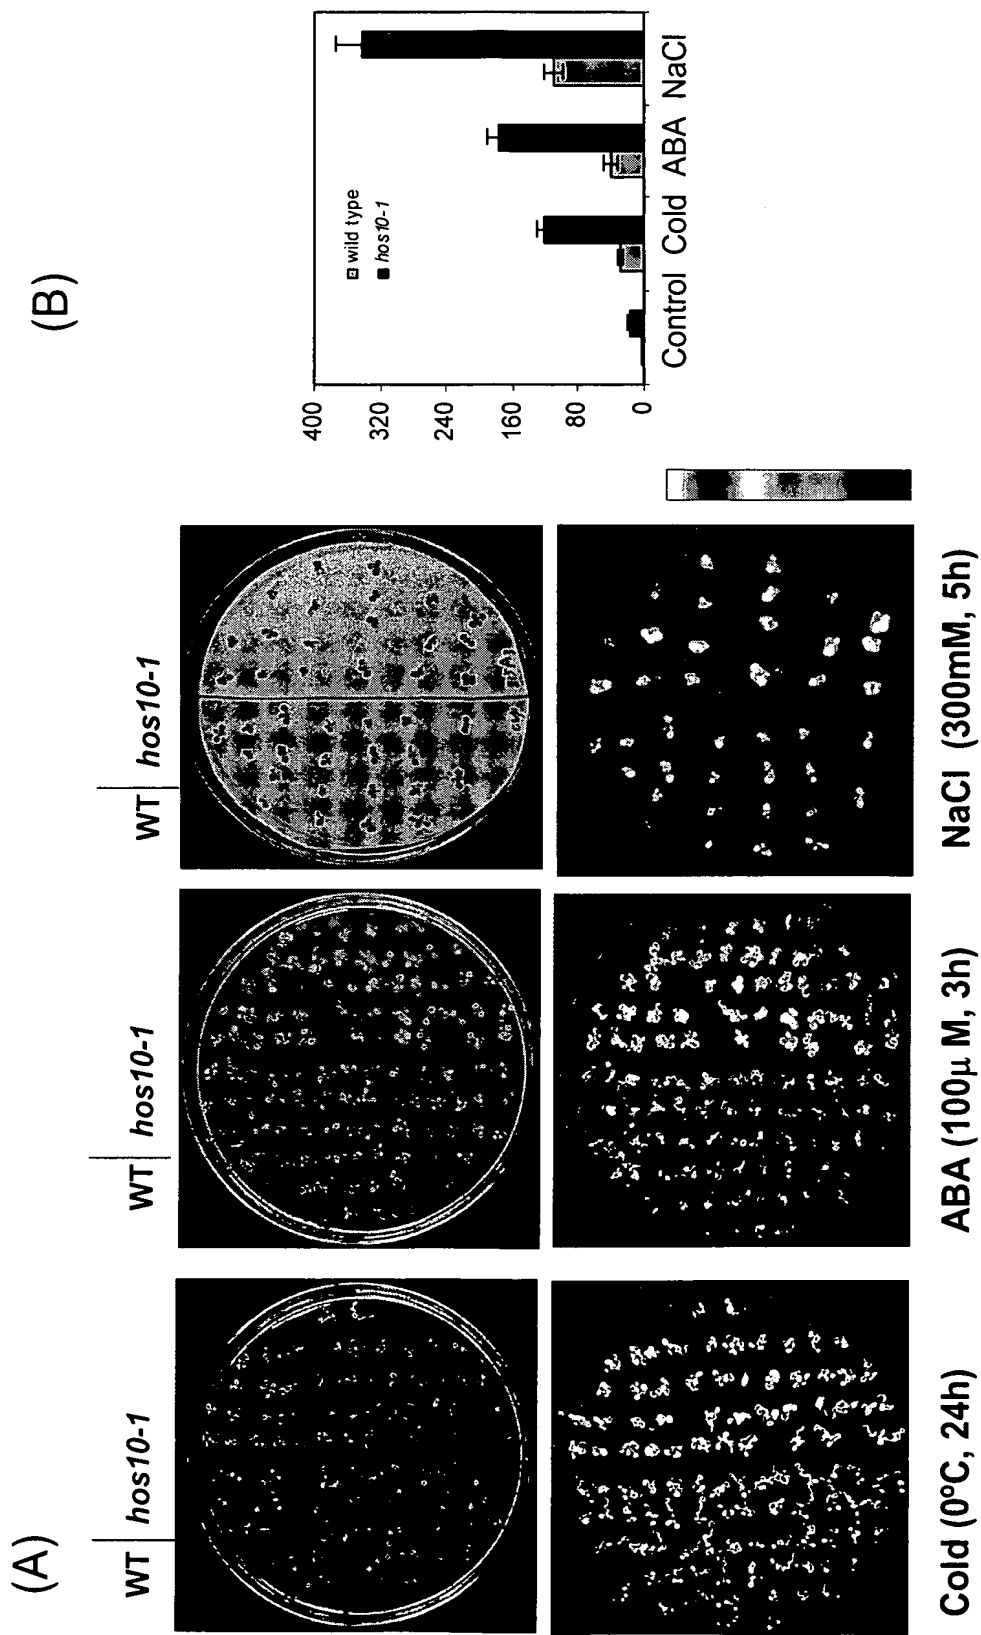 (A)
WT hos10-1
WT hos10-1
WT hos10-1
Cold (0ºC, 24h)
ABA (100μ M, 3h)
NaCl (300mM, 5h)
(B)
400
320
240
160
80
0
wild type
hos10-1
Control Cold ABA NaCl